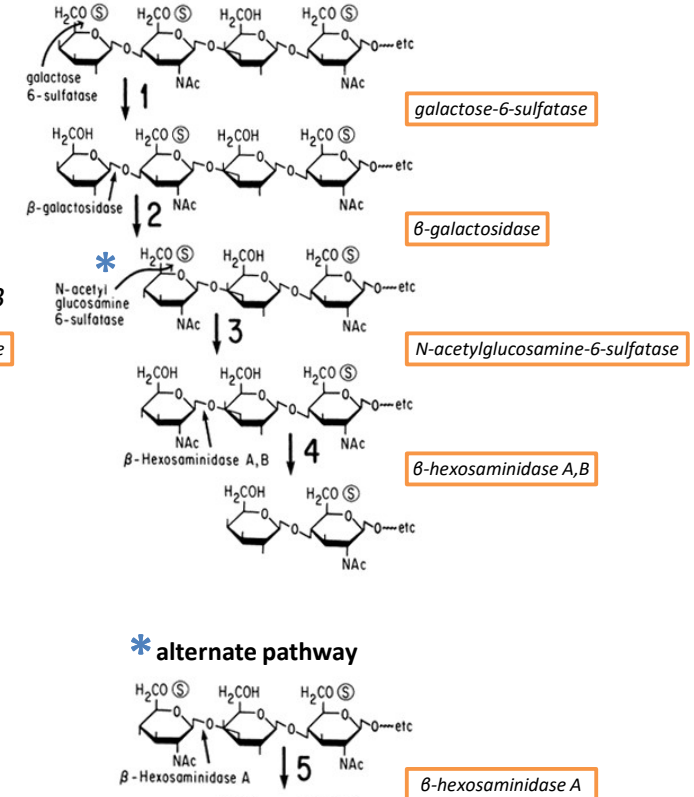 H₂CO Ⓢ H₂CO Ⓢ H₂COH H₂CO Ⓢ
O O O O O O O O—etc
galactose
6-sulfatase
NAc NAc
1
galactose-6-sulfatase
H₂COH H₂CO Ⓢ H₂COH H₂CO Ⓢ
O O O O O O O O—etc
β-galactosidase
NAc NAc
2
β-galactosidase
* H₂CO Ⓢ H₂COH H₂CO Ⓢ
O O O O O O—etc
N-acetyl
glucosamine
6-sulfatase
NAc NAc
3
N-acetylglucosamine-6-sulfatase
H₂COH H₂COH H₂CO Ⓢ
O O O O O O—etc
NAc NAc
β-Hexosaminidase A,B
4
β-hexosaminidase A,B
H₂COH H₂CO Ⓢ
O O O O—etc
NAc
* alternate pathway
H₂CO Ⓢ H₂COH H₂CO Ⓢ
O O O O O O—etc
NAc NAc
β-Hexosaminidase A
5
β-hexosaminidase A